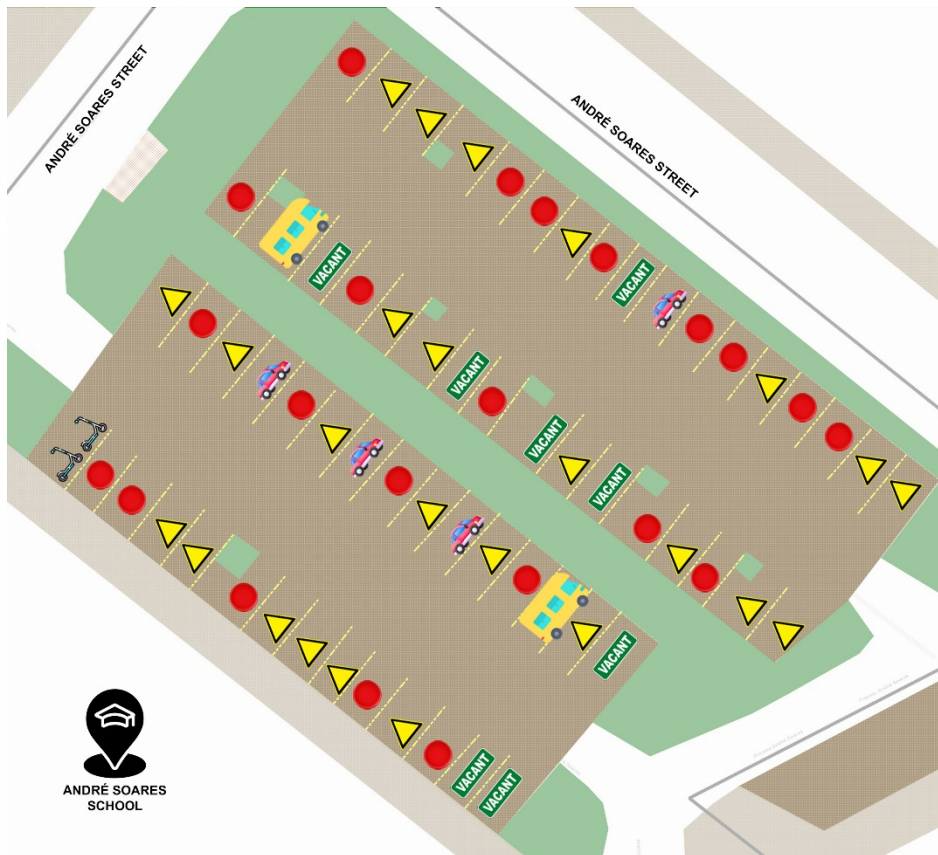 ANDRÉ SOARES STREET
ANDRÉ SOARES STREET
VACANT
VACANT
VACANT
VACANT
VACANT
VACANT
VACANT
VACANT
ANDRÉ SOARES
SCHOOL